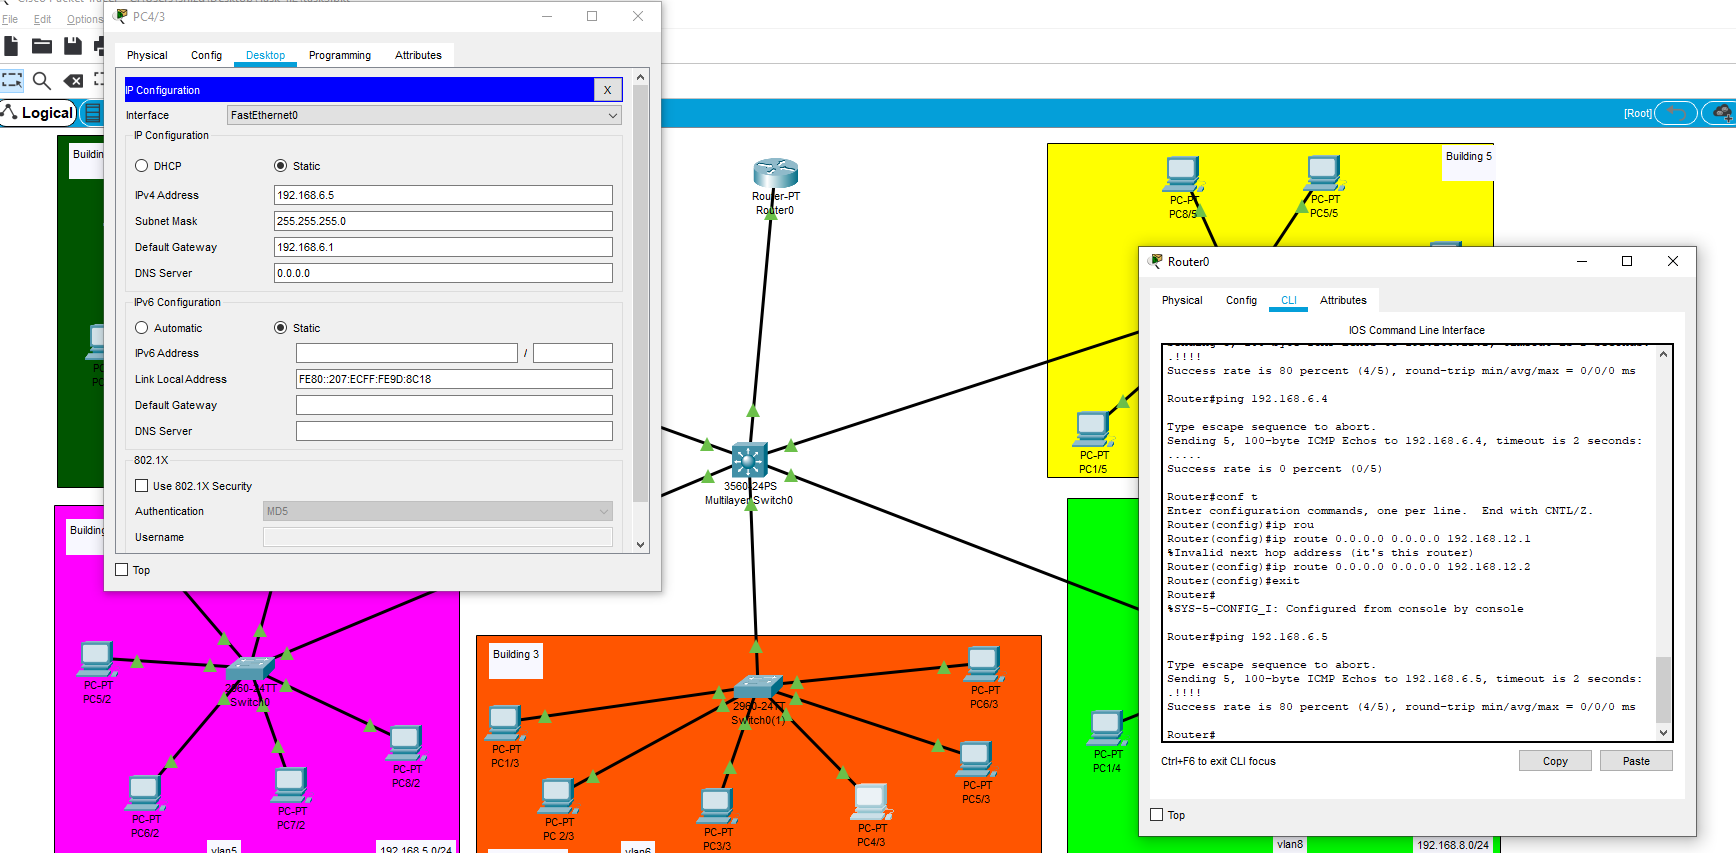 File Edit Options
PC4/3
Physical Config Desktop Programming Attributes
IP Configuration X
Interface FastEthernet0
IP Configuration
DHCP Static
IPv4 Address 192.168.6.5
Subnet Mask 255.255.255.0
Default Gateway 192.168.6.1
DNS Server 0.0.0.0
IPv6 Configuration
Automatic Static
IPv6 Address /
Link Local Address FE80::207:ECFF:FE9D:8C18
Default Gateway
DNS Server
802.1X
Use 802.1X Security
Authentication MD5
Username
Top
Logical
[Root]
Building
Router-PT
Router0
Building 5
PC-PT
PC8/5
PC-PT
PC5/5
PC-PT
PC1/5
3560-24PS
Multilayer Switch0
Building
PC-PT
PC5/2
2960-24TT
Switch0
PC-PT
PC8/2
PC-PT
PC6/2
PC-PT
PC7/2
vlan5
192.168.5.0/24
Building 3
2960-24TT
Switch0(1)
PC-PT
PC6/3
PC-PT
PC1/3
PC-PT
PC5/3
PC-PT
PC 2/3
PC-PT
PC3/3
PC-PT
PC4/3
vlan6
PC-PT
PC1/4
vlan8
192.168.8.0/24
Router0
Physical Config CLI Attributes
IOS Command Line Interface
.!!!!
Success rate is 80 percent (4/5), round-trip min/avg/max = 0/0/0 ms
Router#ping 192.168.6.4
Type escape sequence to abort.
Sending 5, 100-byte ICMP Echos to 192.168.6.4, timeout is 2 seconds:
.....
Success rate is 0 percent (0/5)
Router#conf t
Enter configuration commands, one per line.  End with CNTL/Z.
Router(config)#ip rou
Router(config)#ip route 0.0.0.0 0.0.0.0 192.168.12.1
%Invalid next hop address (it's this router)
Router(config)#ip route 0.0.0.0 0.0.0.0 192.168.12.2
Router(config)#exit
Router#
%SYS-5-CONFIG_I: Configured from console by console
Router#ping 192.168.6.5
Type escape sequence to abort.
Sending 5, 100-byte ICMP Echos to 192.168.6.5, timeout is 2 seconds:
.!!!!
Success rate is 80 percent (4/5), round-trip min/avg/max = 0/0/0 ms
Router#
Ctrl+F6 to exit CLI focus
Copy Paste
Top